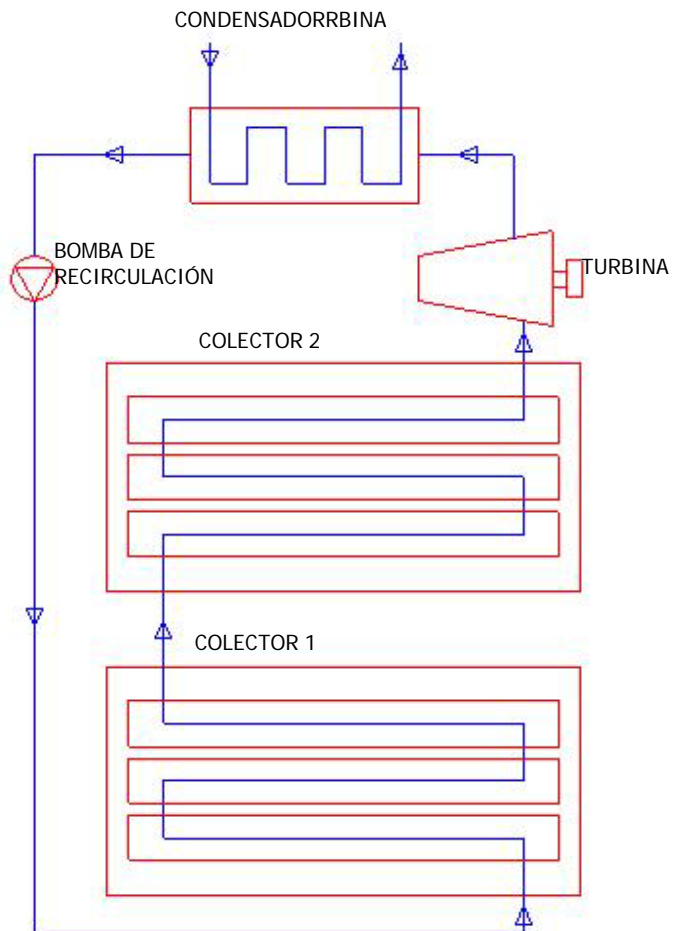 CONDENSADORRBINA
BOMBA DE
RECIRCULACIÓN
TURBINA
COLECTOR 2
COLECTOR 1